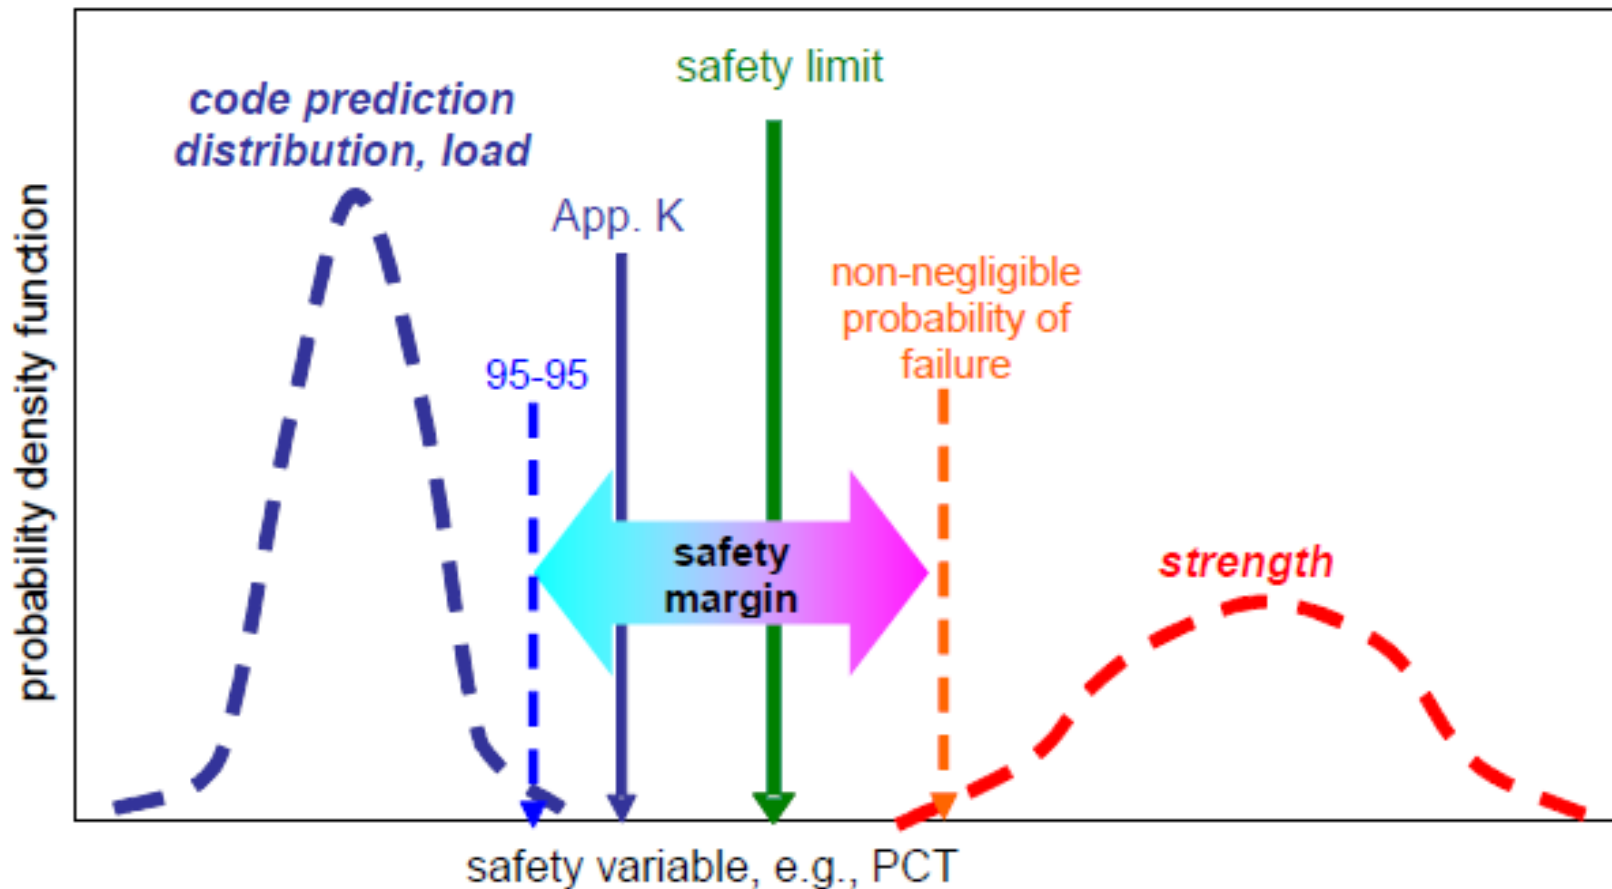 safety limit
code prediction
distribution, load
App. K
non-negligible
probability of
failure
95-95
safety
margin
strength
probability density function
safety variable, e.g., PCT